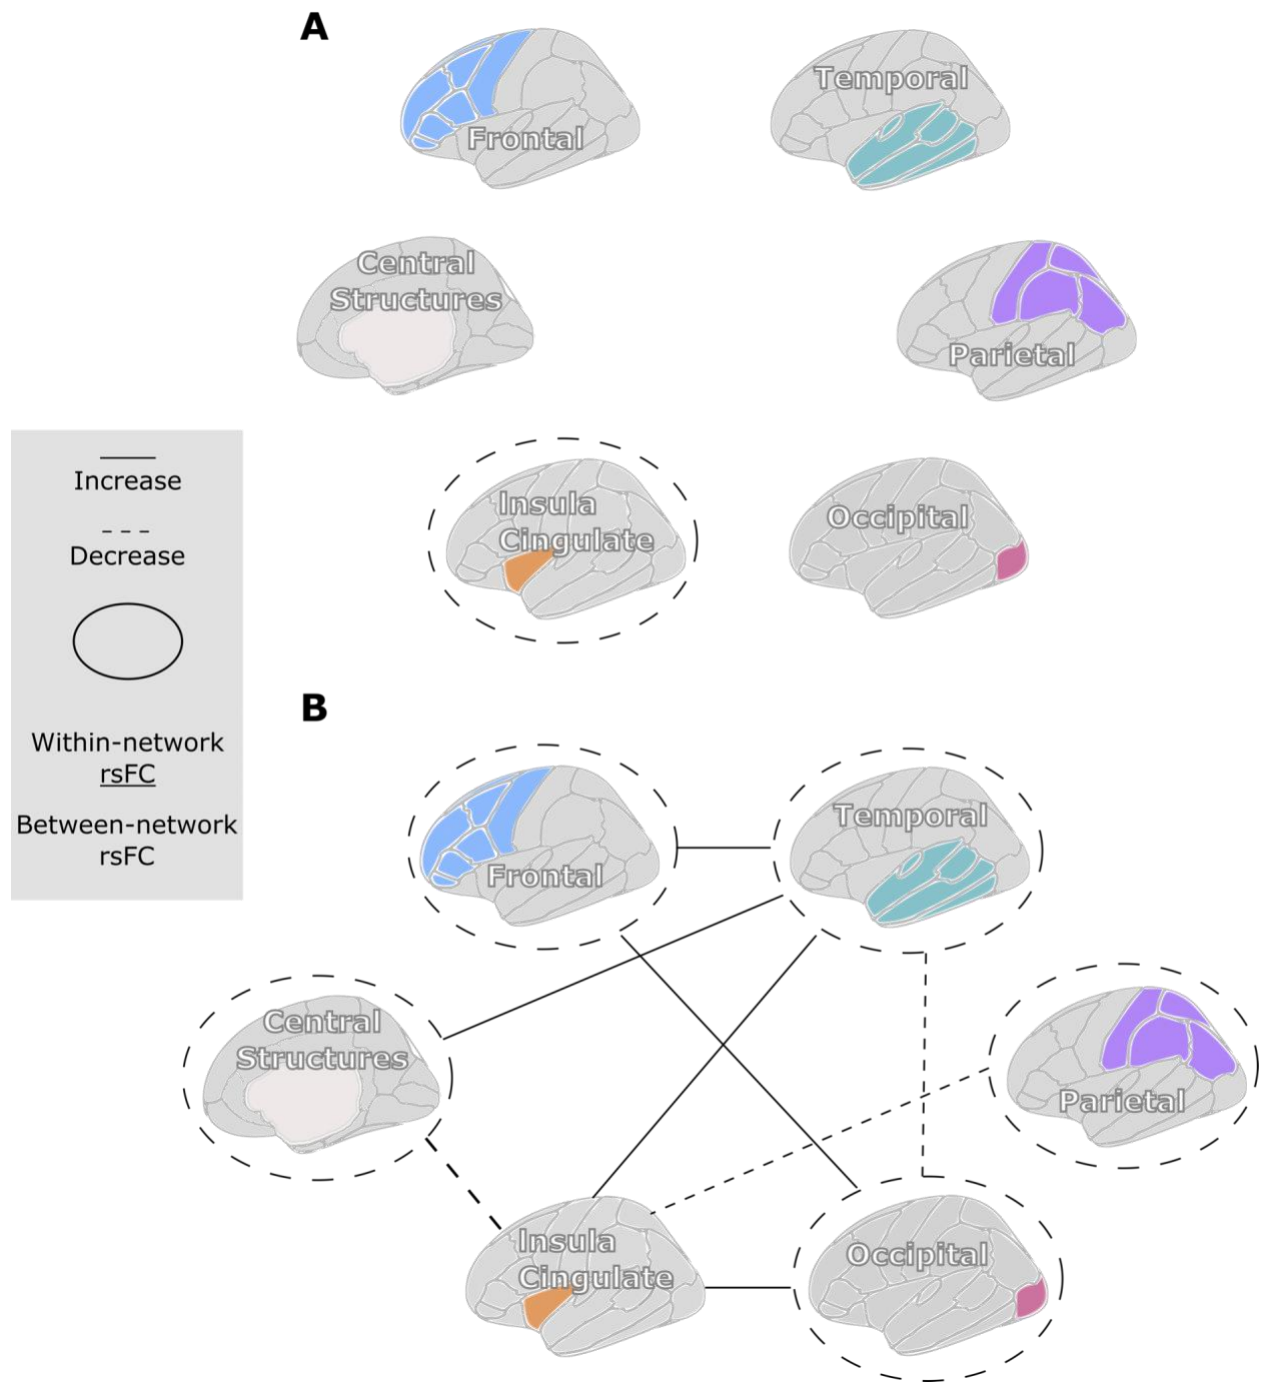 A
Frontal
Temporal
Central
Structures
Parietal
Insula
Cingulate
Occipital
Increase
Decrease
Within-network
rsFC
Between-network
rsFC
B
Frontal
Temporal
Central
Structures
Parietal
Insula
Cingulate
Occipital